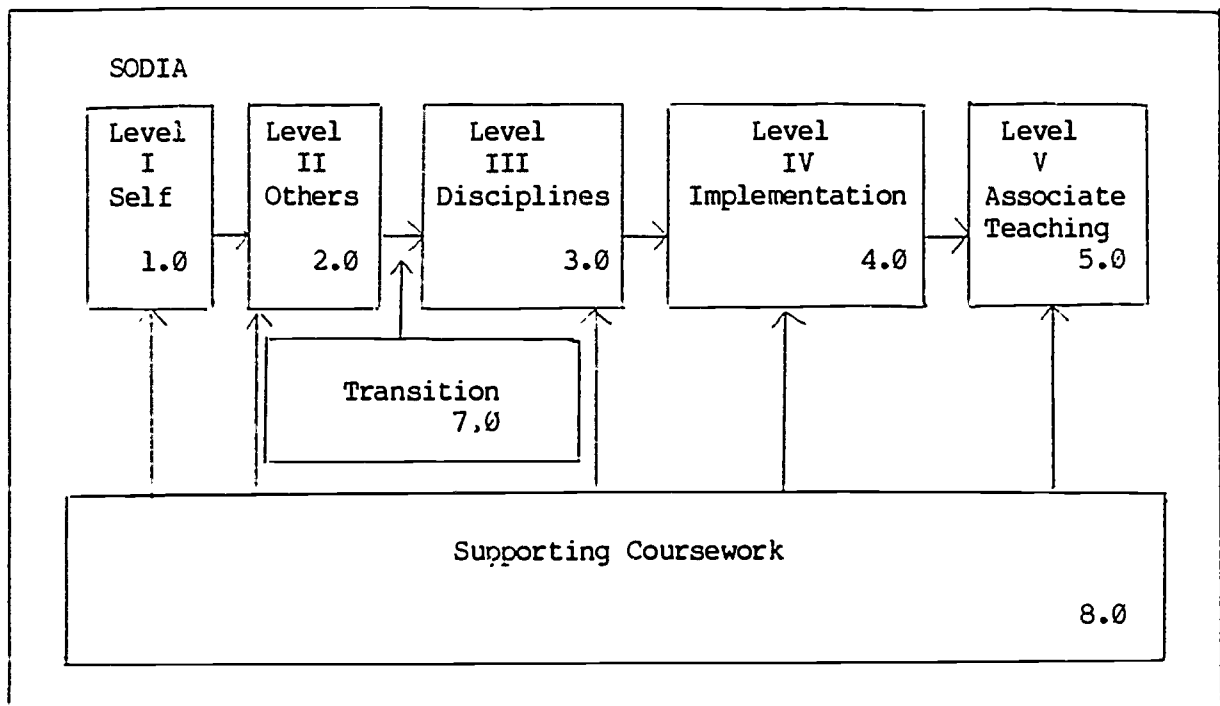 SODIA
Level
I
Self
1.0
Level
II
Others
2.0
Level
III
Disciplines
3.0
Level
IV
Implementation
4.0
Level
V
Associate
Teaching
5.0
Transition
7.0
Supporting Coursework
8.0